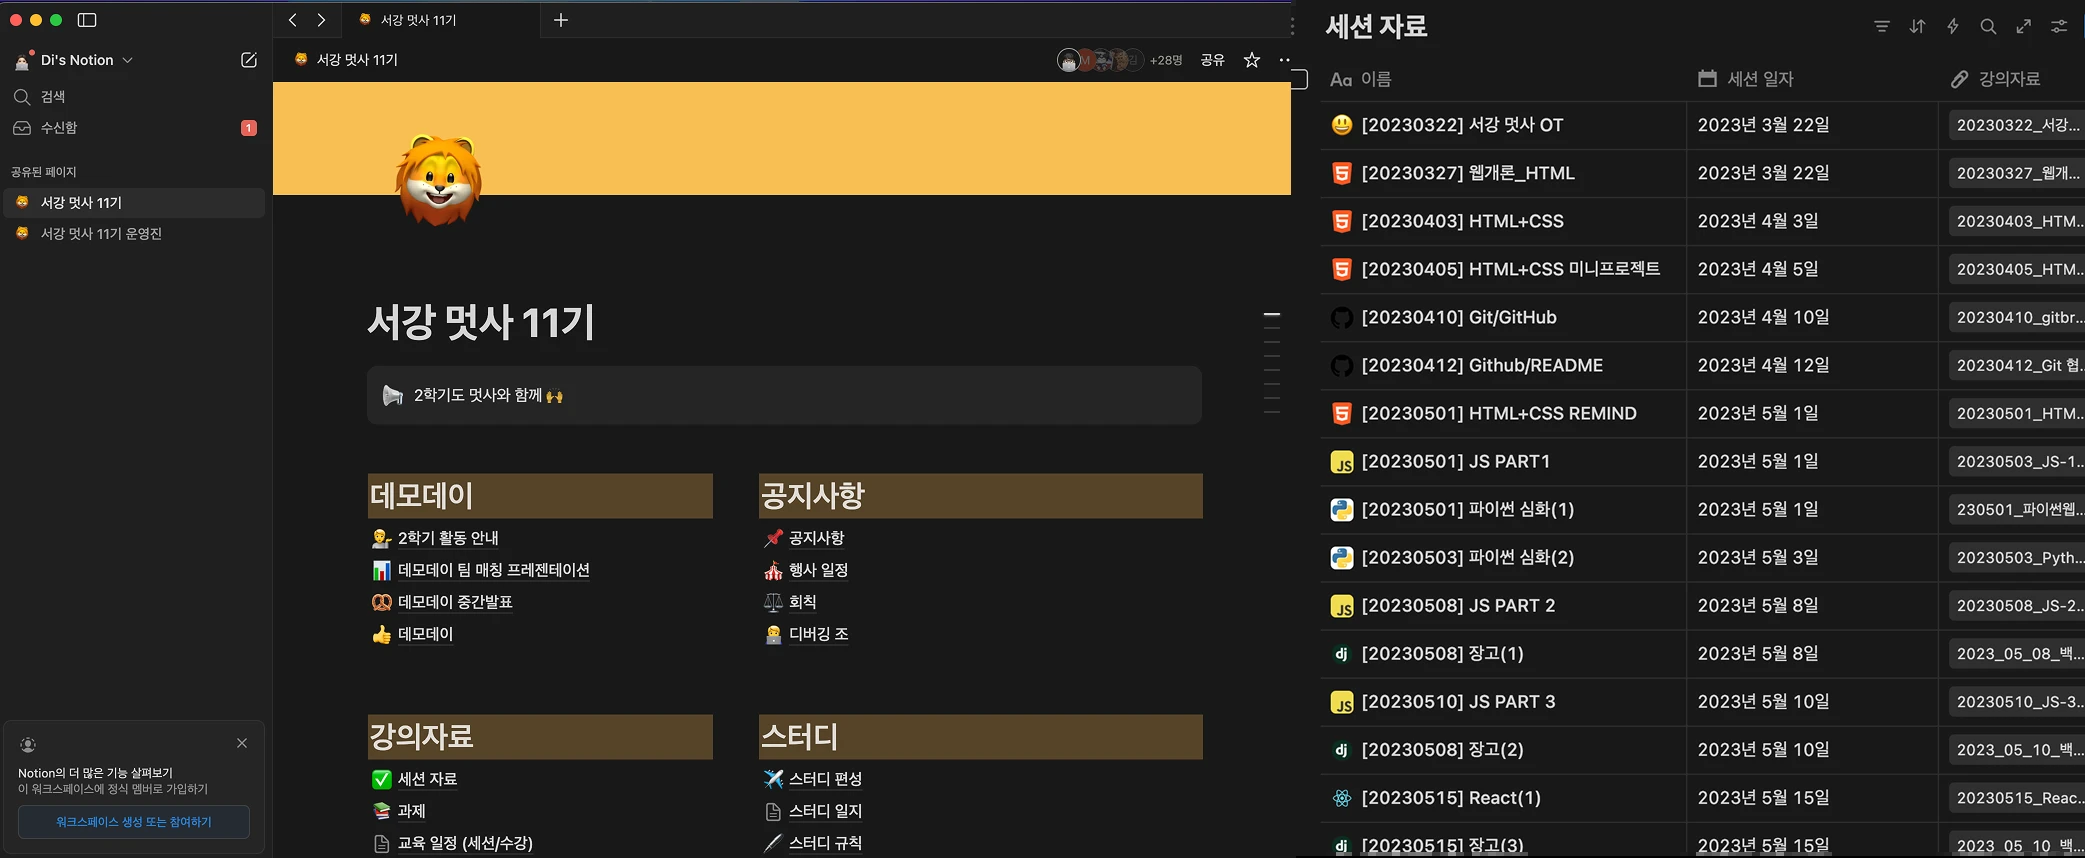 서강 멋사 11기
Di's Notion
검색
수신함
1
공유된 페이지
서강 멋사 11기
서강 멋사 11기 운영진
Notion의 더 많은 기능 살펴보기
이 워크스페이스에 정식 멤버로 가입하기
워크스페이스 생성 또는 참여하기
서강 멋사 11기
+28명
공유
서강 멋사 11기
2학기도 멋사와 함께
데모데이
2학기 활동 안내
데모데이 팀 매칭 프레젠테이션
데모데이 중간발표
데모데이
공지사항
공지사항
행사 일정
회칙
디버깅 조
강의자료
세션 자료
과제
교육 일정 (세션/수강)
스터디
스터디 편성
스터디 일지
스터디 규칙
세션 자료
Aa 이름 세션 일자 강의자료
[20230322] 서강 멋사 OT 2023년 3월 22일 20230322_서강...
[20230327] 웹개론_HTML 2023년 3월 22일 20230327_웹개...
[20230403] HTML+CSS 2023년 4월 3일 20230403_HTM...
[20230405] HTML+CSS 미니프로젝트 2023년 4월 5일 20230405_HTM...
[20230410] Git/GitHub 2023년 4월 10일 20230410_gitbr...
[20230412] Github/README 2023년 4월 12일 20230412_Git 협...
[20230501] HTML+CSS REMIND 2023년 5월 1일 20230501_HTM...
JS [20230501] JS PART1 2023년 5월 1일 20230503_JS-1...
[20230501] 파이썬 심화(1) 2023년 5월 1일 230501_파이썬웹...
[20230503] 파이썬 심화(2) 2023년 5월 3일 20230503_Pyth...
JS [20230508] JS PART 2 2023년 5월 8일 20230508_JS-2...
dj [20230508] 장고(1) 2023년 5월 8일 2023_05_08_백...
JS [20230510] JS PART 3 2023년 5월 10일 20230510_JS-3...
dj [20230508] 장고(2) 2023년 5월 10일 2023_05_10_백...
[20230515] React(1) 2023년 5월 15일 20230515_Reac...
dj [20230515] 장고(3) 2023년 5월 15일 2023_05_10_백...